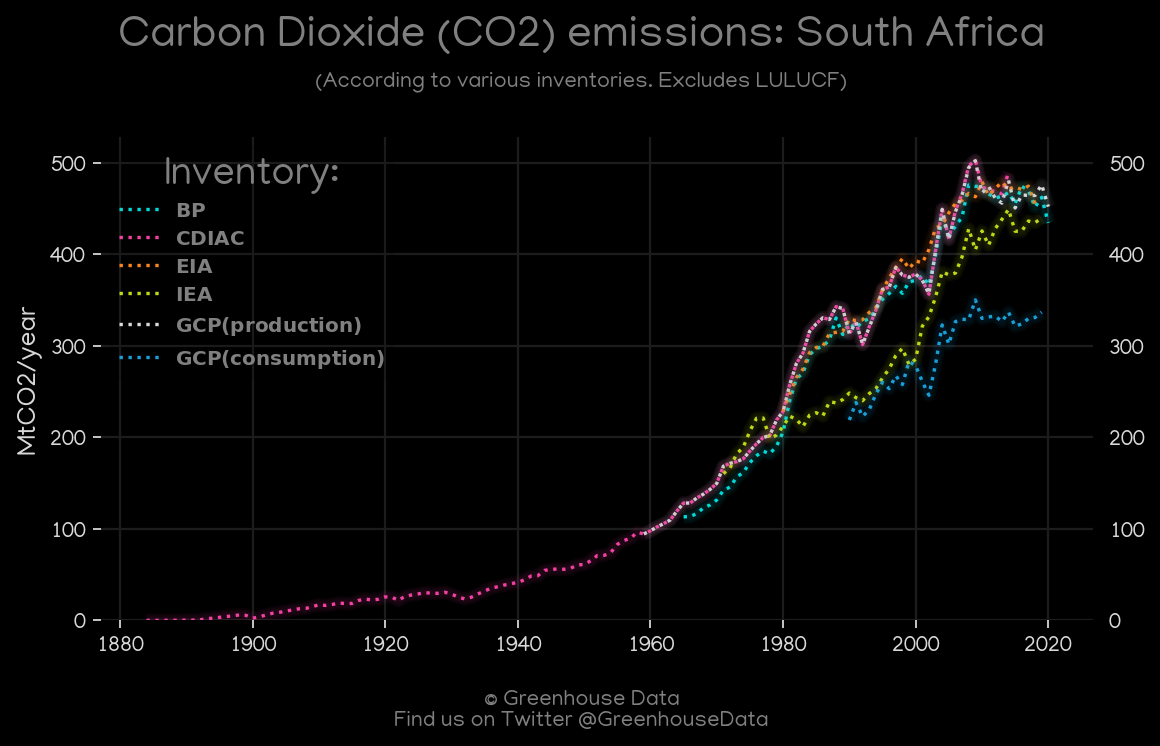 Carbon Dioxide (CO2) emissions: South Africa
(According to various inventories. Excludes LULUCF)
Inventory:
BP
CDIAC
EIA
IEA
GCP(production)
GCP(consumption)
MtCO2/year
500 500
400 400
300 300
200 200
100 100
0 0
1880 1900 1920 1940 1960 1980 2000 2020
© Greenhouse Data
Find us on Twitter @GreenhouseData